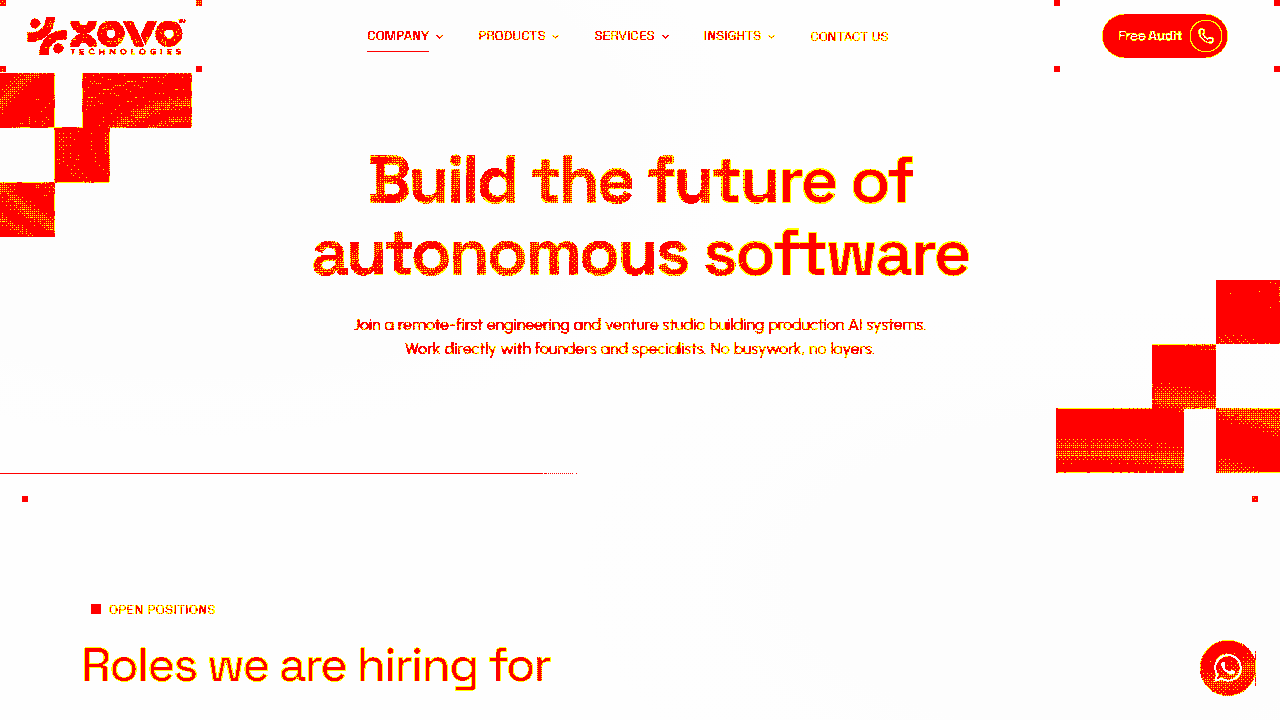 XOVO
TECHNOLOGIES
COMPANY
PRODUCTS
SERVICES
INSIGHTS
CONTACT US
Free Audit
Build the future of
autonomous software
Join a remote-first engineering and venture studio building production AI systems.
Work directly with founders and specialists. No busywork, no layers.
OPEN POSITIONS
Roles we are hiring for